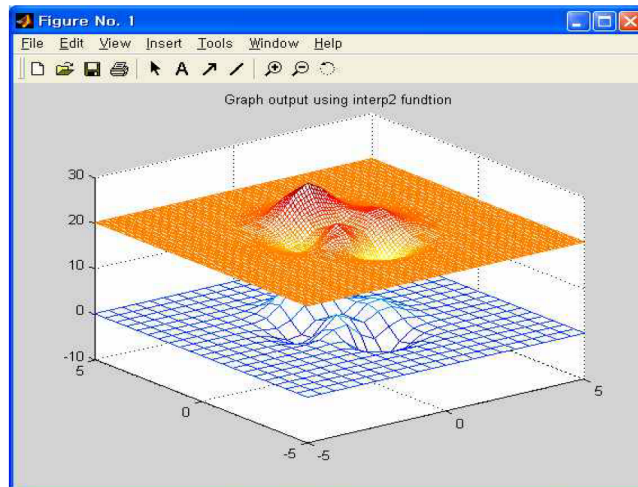 Figure No. 1
File Edit View Insert Tools Window Help
A
Graph output using interp2 fundtion
30
20
10
0
-10
5
0
-5
-5
0
5